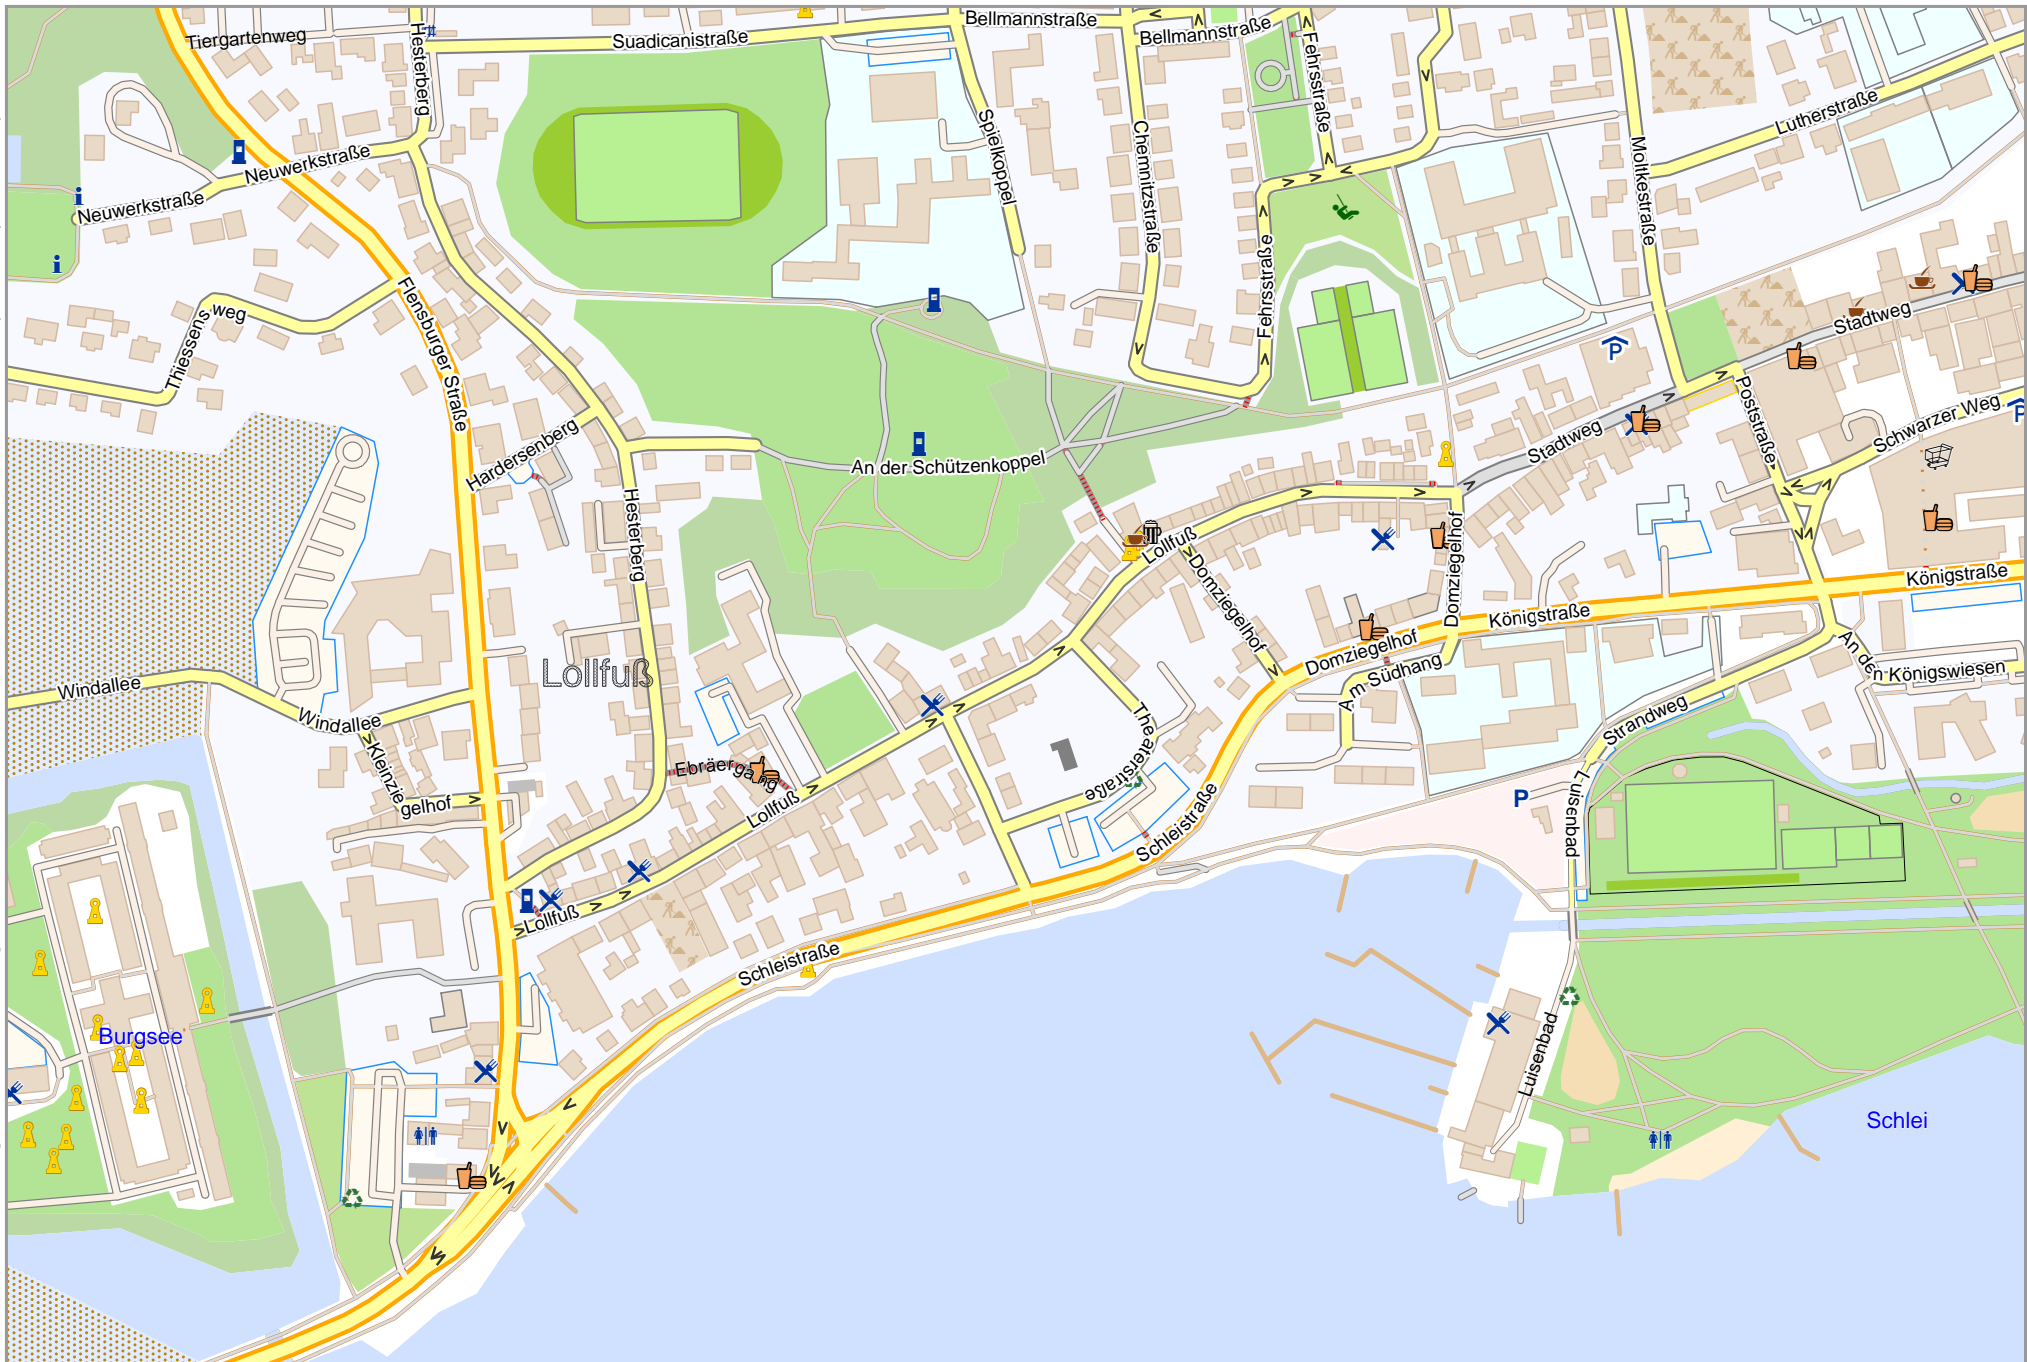 Bellmannstraße
Bellmannstraße
Tiergartenweg
Hesterberg
Suadicanistraße
Fehrsstraße
Lutherstraße
Spielkoppel
Chemnitzstraße
Moltkestraße
Neuwerkstraße
Neuwerkstraße
Fehrsstraße
Thiessens weg
Flensburger Straße
Stadtweg
Poststraße
Schwarzer Weg
P
P
Hardersenberg
An der Schützenkoppel
Stadtweg
Hesterberg
Lollfuß
Domziegelhof
Domziegelhof
Königstraße
Königstraße
Domziegelhof
Am Südhang
An den Königswiesen
Lollfuß
Windallee
Windallee
Kleinziegelhof
Theaterstraße
Strandweg
Ebräergang
Lollfuß
Schleistraße
P
Luisenbad
Lollfuß
Schleistraße
Burgsee
Luisenbad
Schlei